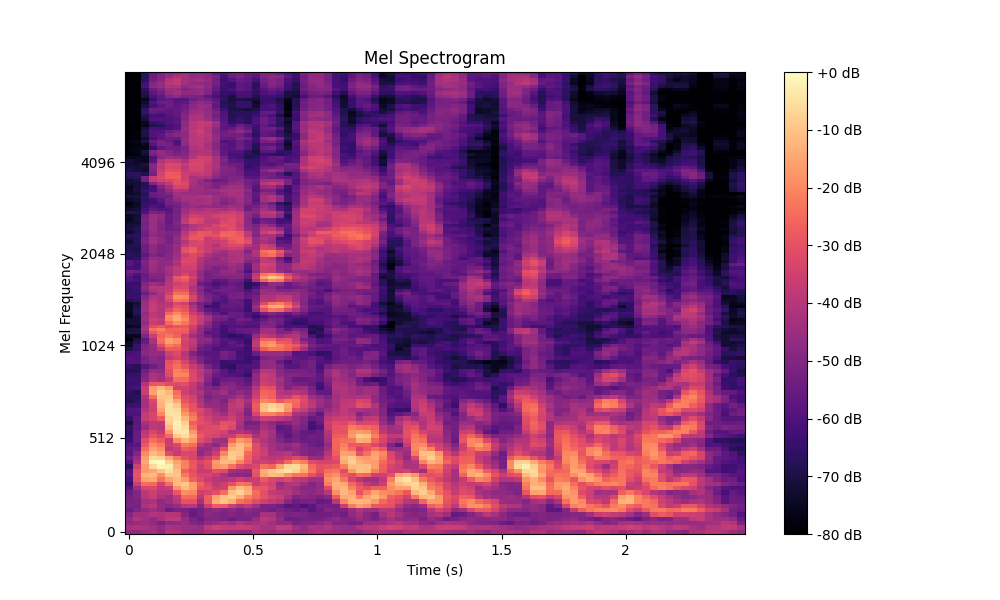 Mel Spectrogram
Mel Frequency
4096
2048
1024
512
0
0
0.5
1
1.5
2
Time (s)
+0 dB
-10 dB
-20 dB
-30 dB
-40 dB
-50 dB
-60 dB
-70 dB
-80 dB